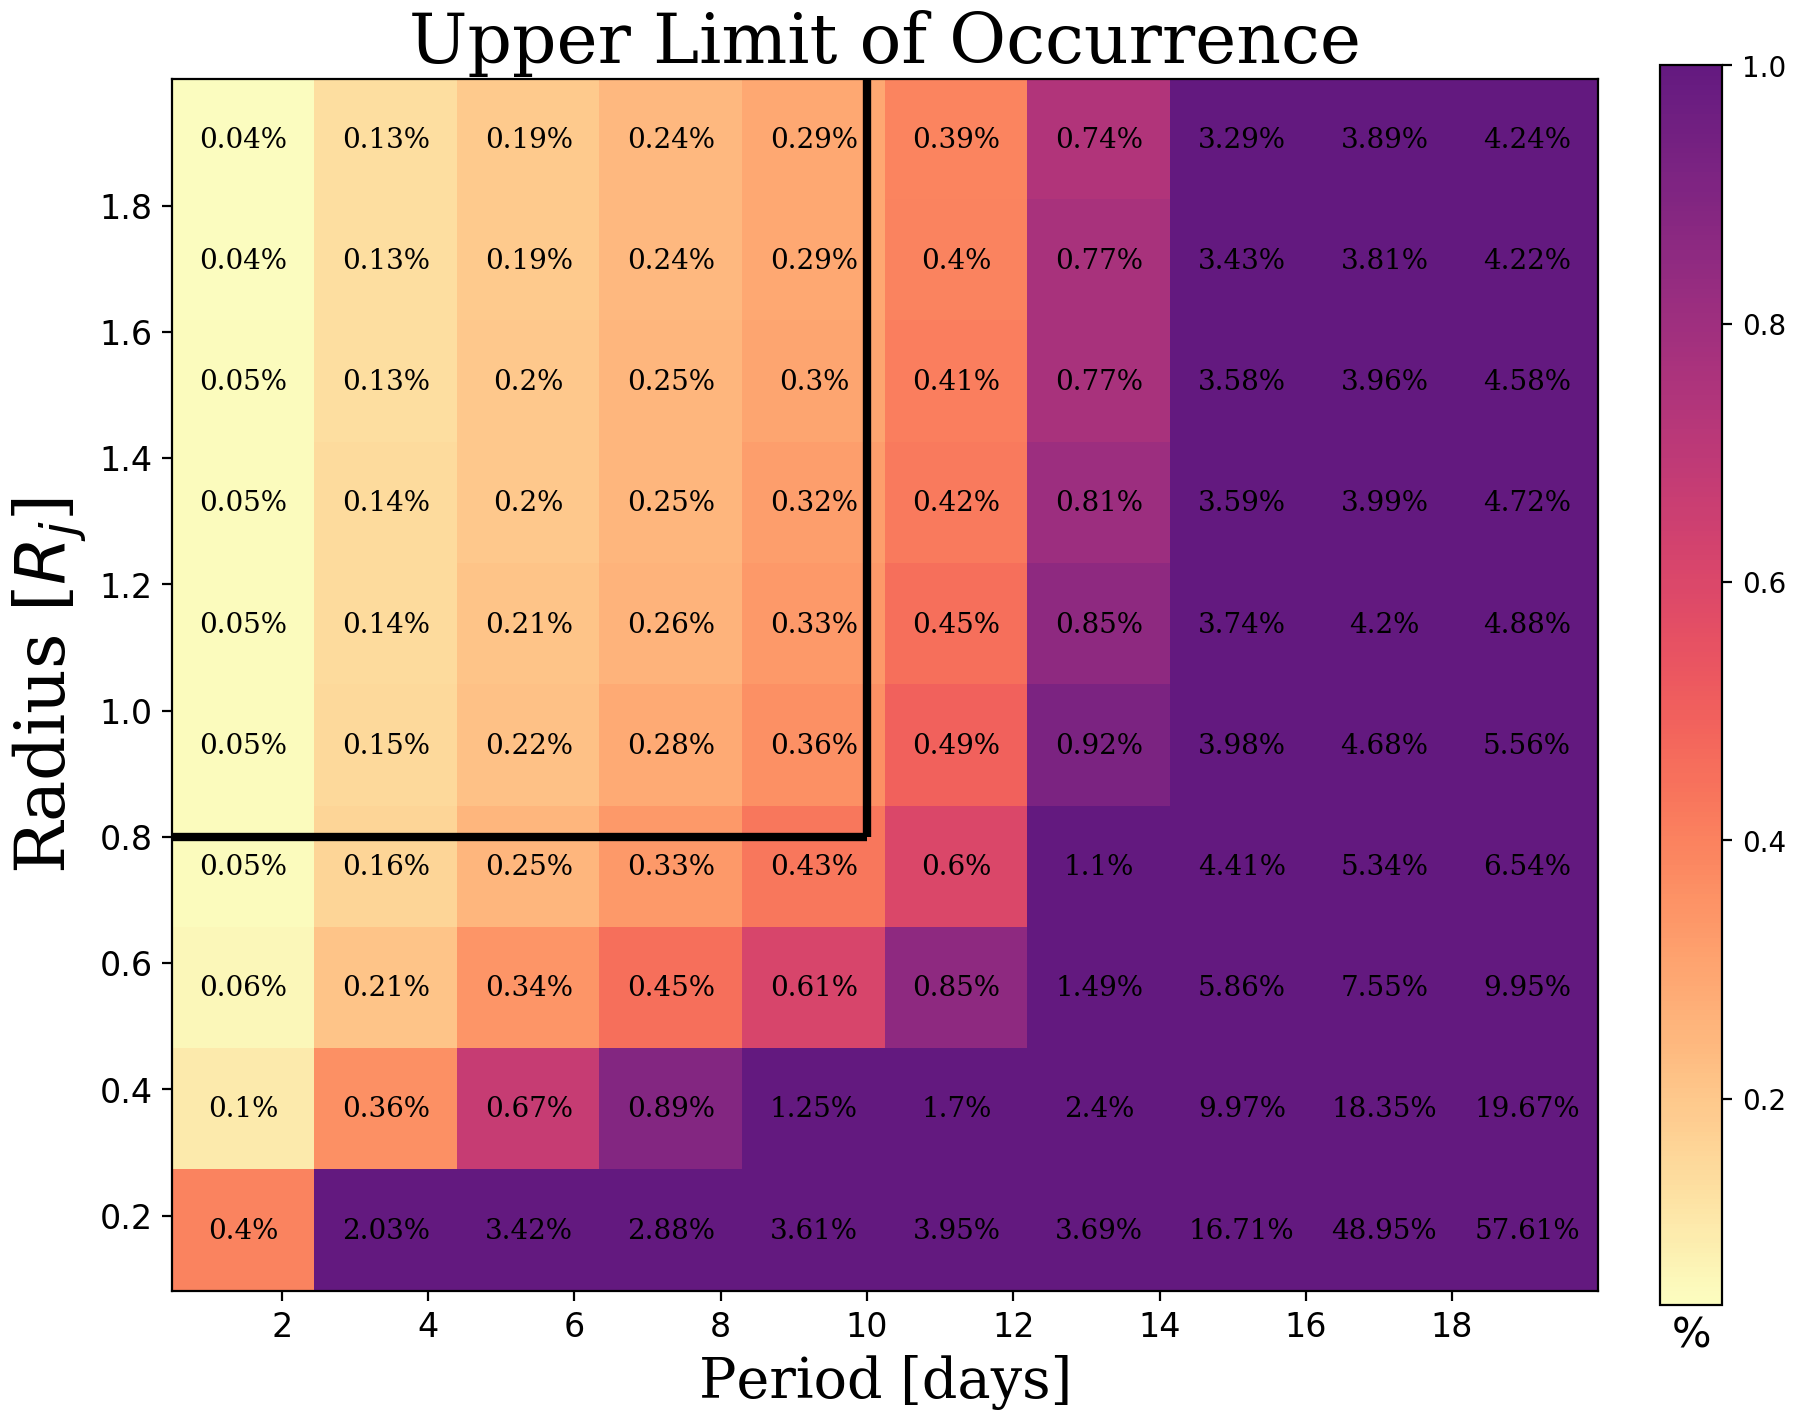 Upper Limit of Occurrence
0.04% 0.13% 0.19% 0.24% 0.29% 0.39% 0.74% 3.29% 3.89% 4.24%
1.8
0.04% 0.13% 0.19% 0.24% 0.29% 0.4% 0.77% 3.43% 3.81% 4.22%
1.6
0.05% 0.13% 0.2% 0.25% 0.3% 0.41% 0.77% 3.58% 3.96% 4.58%
1.4
0.05% 0.14% 0.2% 0.25% 0.32% 0.42% 0.81% 3.59% 3.99% 4.72%
1.2
0.05% 0.14% 0.21% 0.26% 0.33% 0.45% 0.85% 3.74% 4.2% 4.88%
1.0
0.05% 0.15% 0.22% 0.28% 0.36% 0.49% 0.92% 3.98% 4.68% 5.56%
0.8
0.05% 0.16% 0.25% 0.33% 0.43% 0.6% 1.1% 4.41% 5.34% 6.54%
0.6
0.06% 0.21% 0.34% 0.45% 0.61% 0.85% 1.49% 5.86% 7.55% 9.95%
0.4
0.1% 0.36% 0.67% 0.89% 1.25% 1.7% 2.4% 9.97% 18.35% 19.67%
0.2
0.4% 2.03% 3.42% 2.88% 3.61% 3.95% 3.69% 16.71% 48.95% 57.61%
2 4 6 8 10 12 14 16 18
Period [days]
Radius [Rj]
1.0
0.8
0.6
0.4
0.2
%